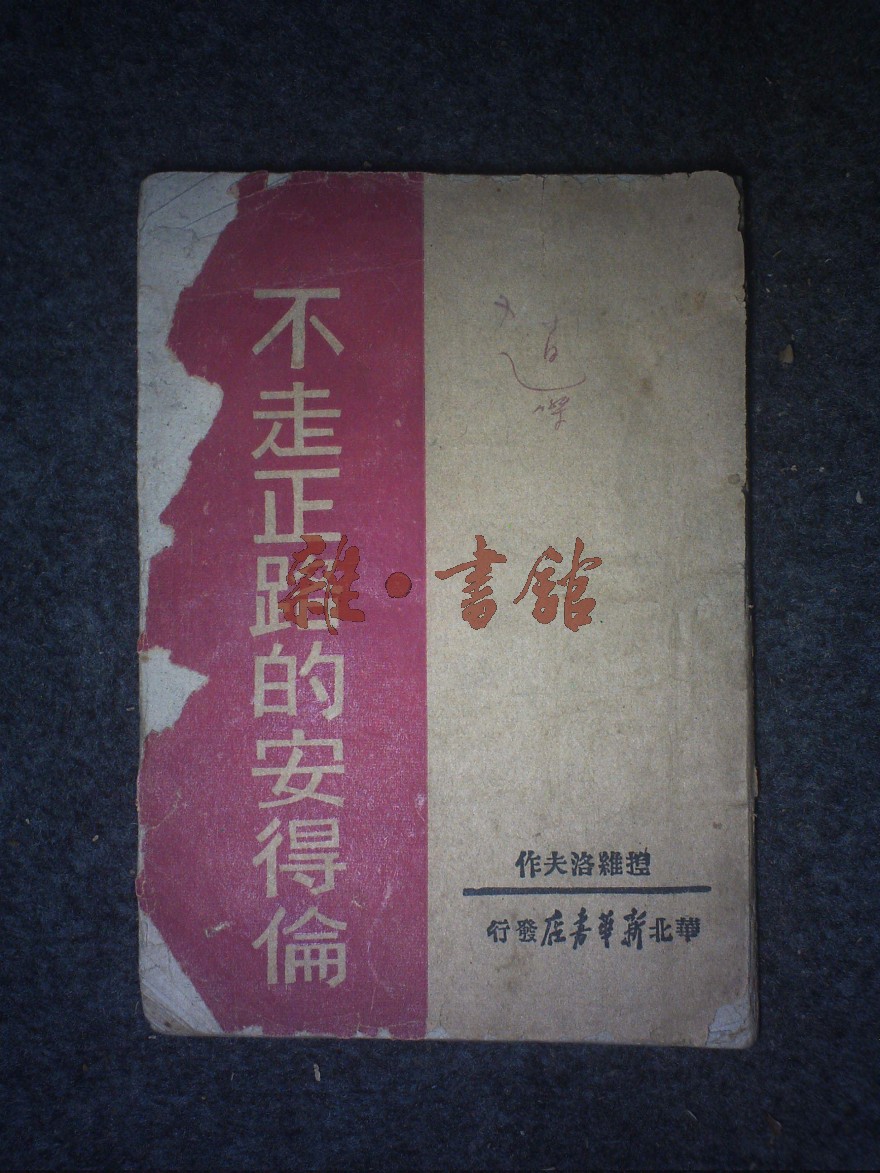 不走正路的安得倫
揑維洛夫作
華北新華書店發行
雜·書館